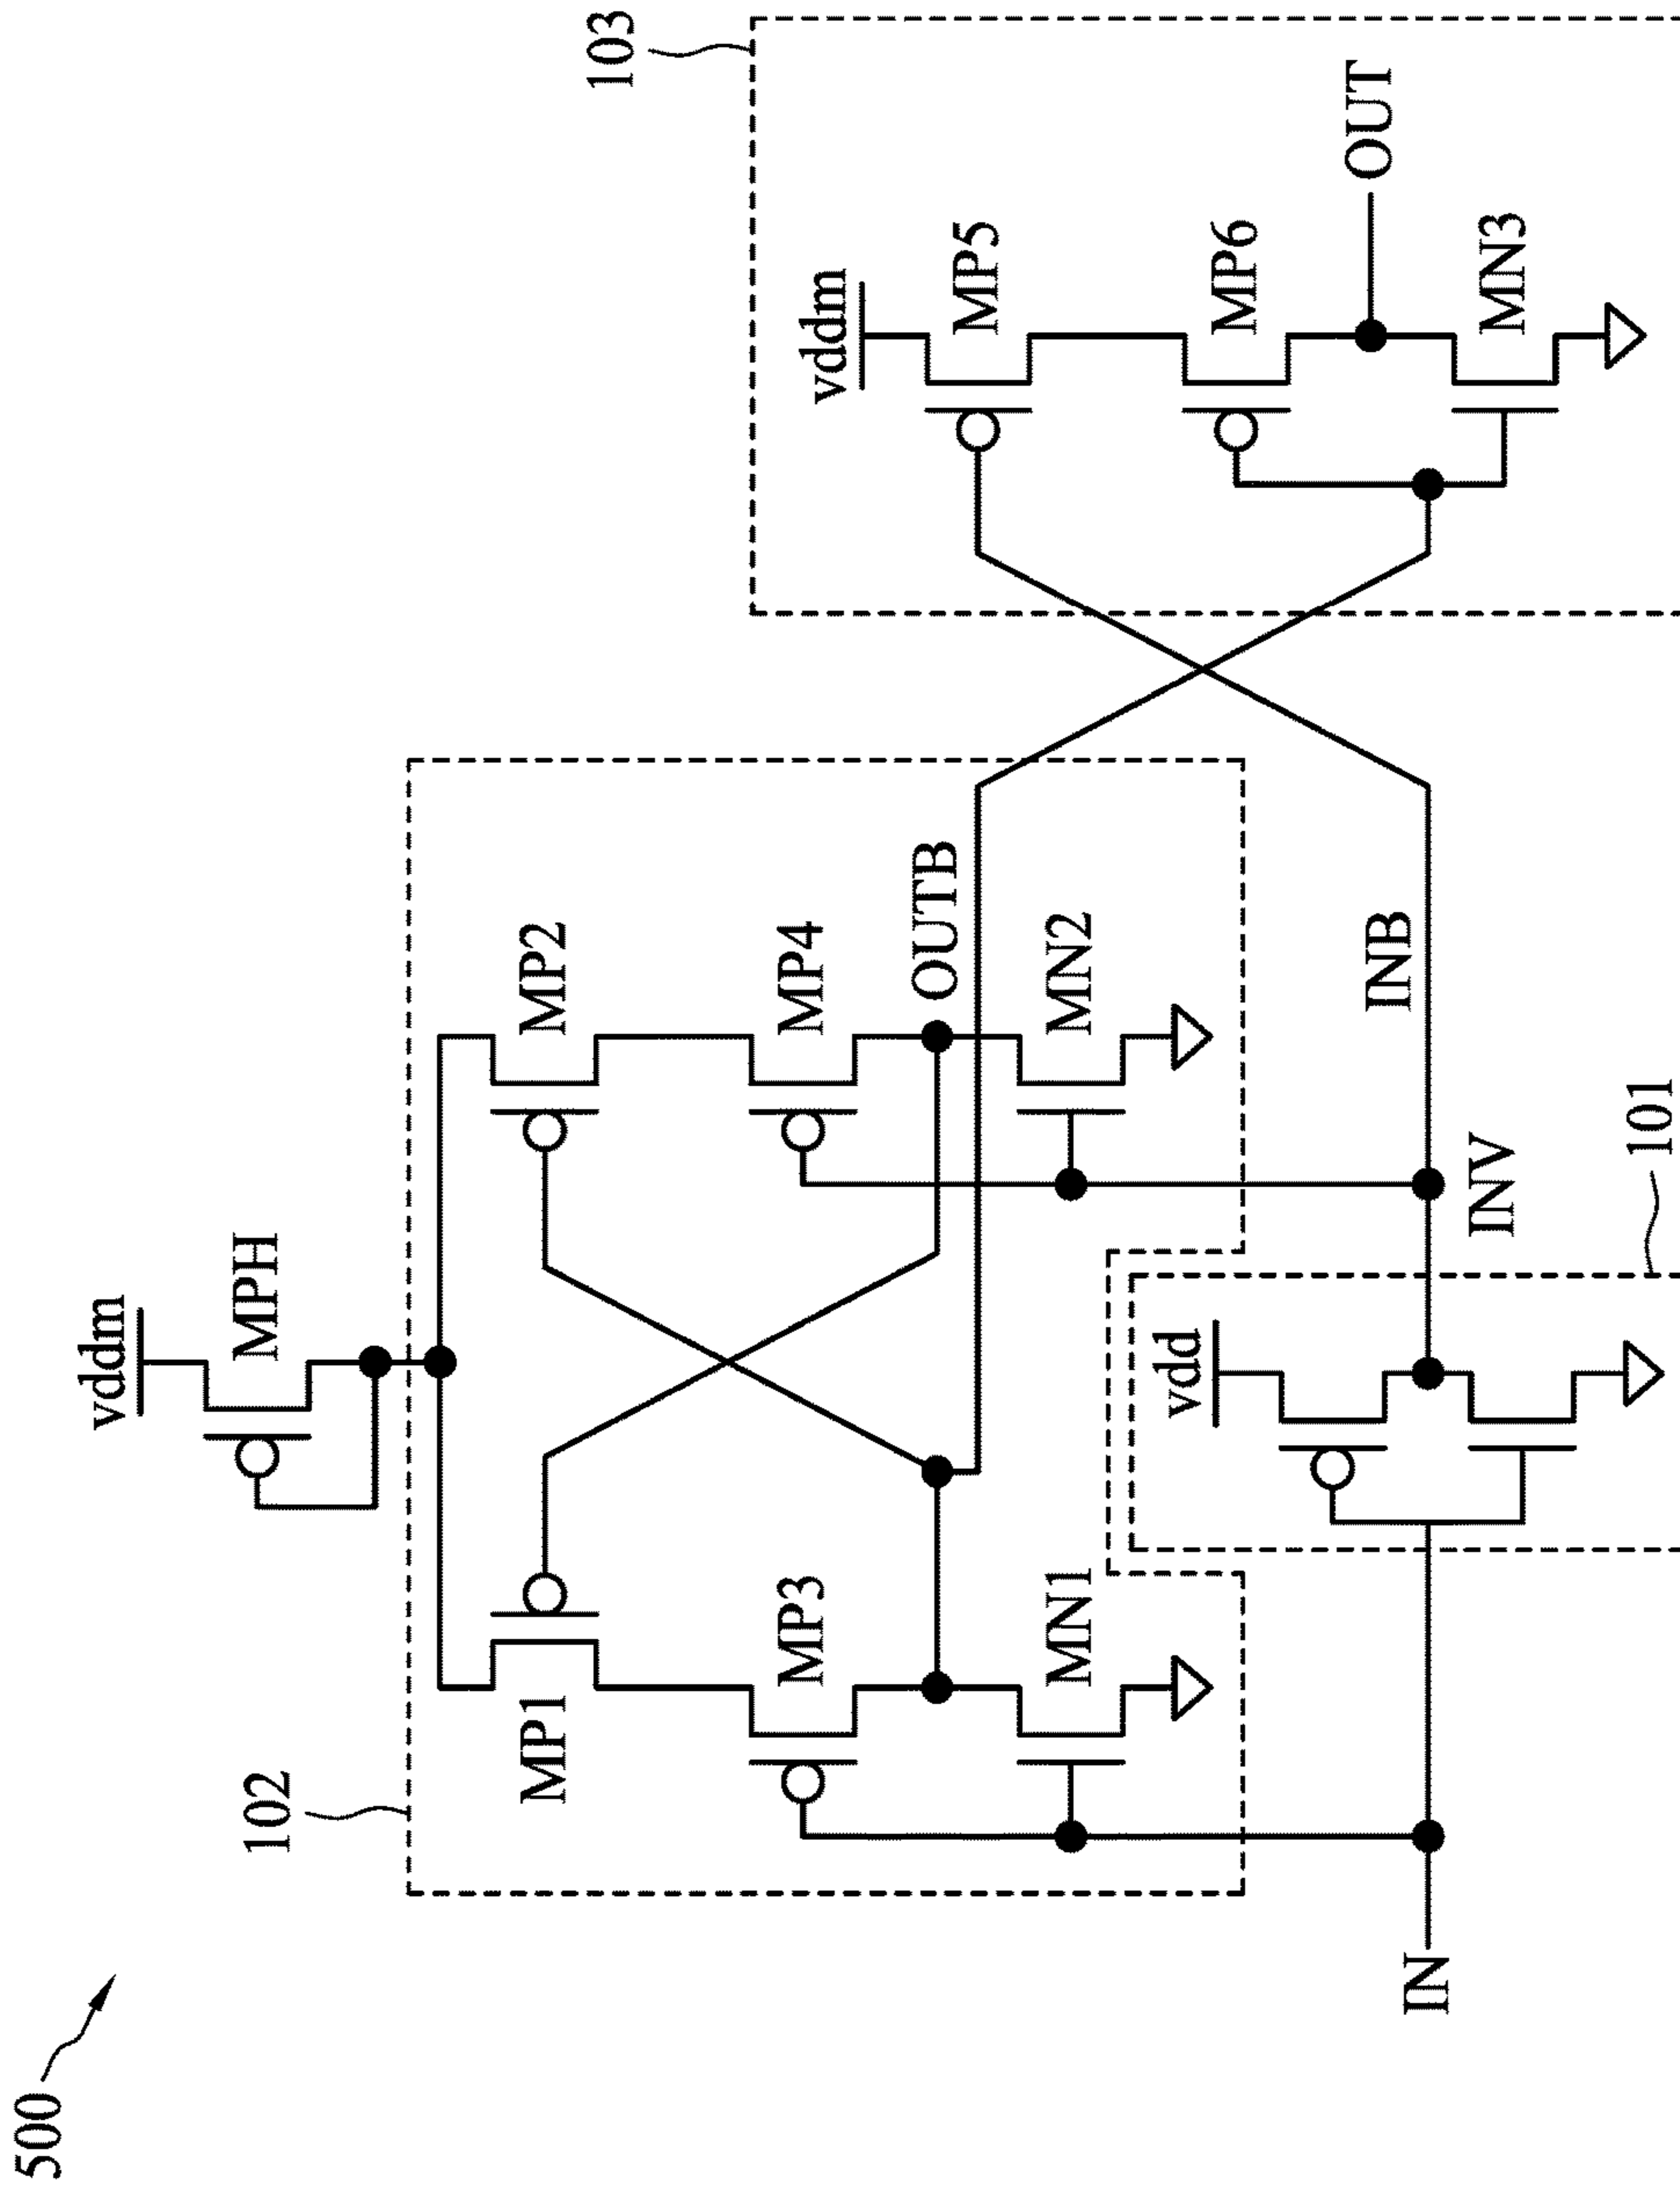 500
vddm
MPH
102
MP1
MP2
MP3
MP4
OUTB
MN1
MN2
103
vddm
MP5
MP6
OUT
MN3
vdd
INB
IN
INV
101